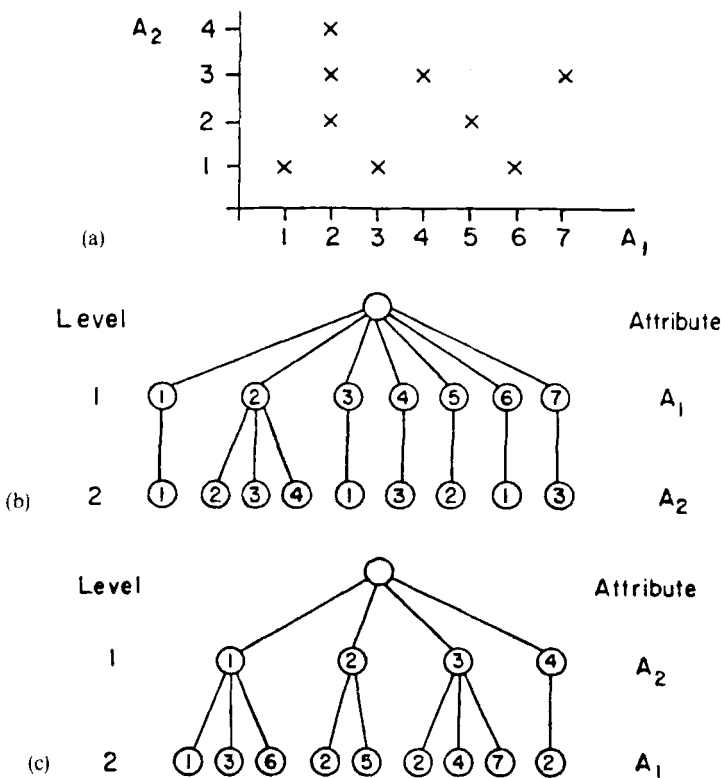 A2 4
3
2
1
(a) 1 2 3 4 5 6 7 A1
Level Attribute
1 1 2 3 4 5 6 7 A1
(b) 2 1 2 3 4 1 3 2 1 3 A2
Level Attribute
1 1 2 3 4 A2
(c) 2 1 3 6 2 5 2 4 7 2 A1